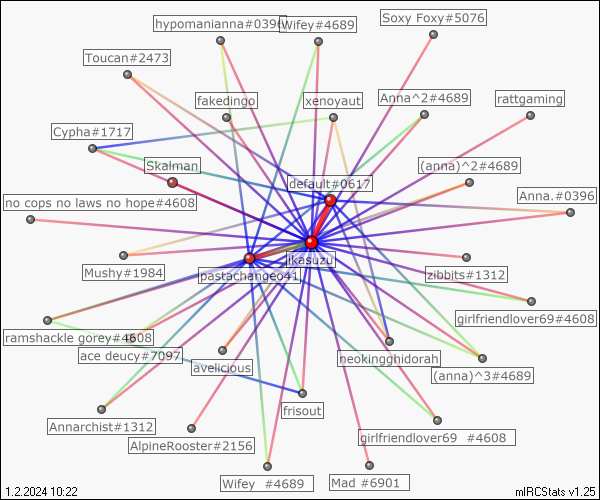 Soxy Foxy#5076
hypomanianna#0396
Wifey#4689
Toucan#2473
fakedingo
xenoyaut
Anna^2#4689
rattgaming
Cypha#1717
Skalman
(anna)^2#4689
default#0617
no cops no laws no hope#4608
Anna.#0396
jikasuzu
Mushy#1984
pastachangeo41
zibbits#1312
girlfriendlover69#4608
ramshackle gorey#4608
ace deucy#7097
neokingghidorah
avelicious
(anna)^3#4689
frisout
Annarchist#1312
AlpineRooster#2156
girlfriendlover69 #4608
Wifey #4689
Mad #6901
1.2.2024 10:22
mIRCStats v1.25